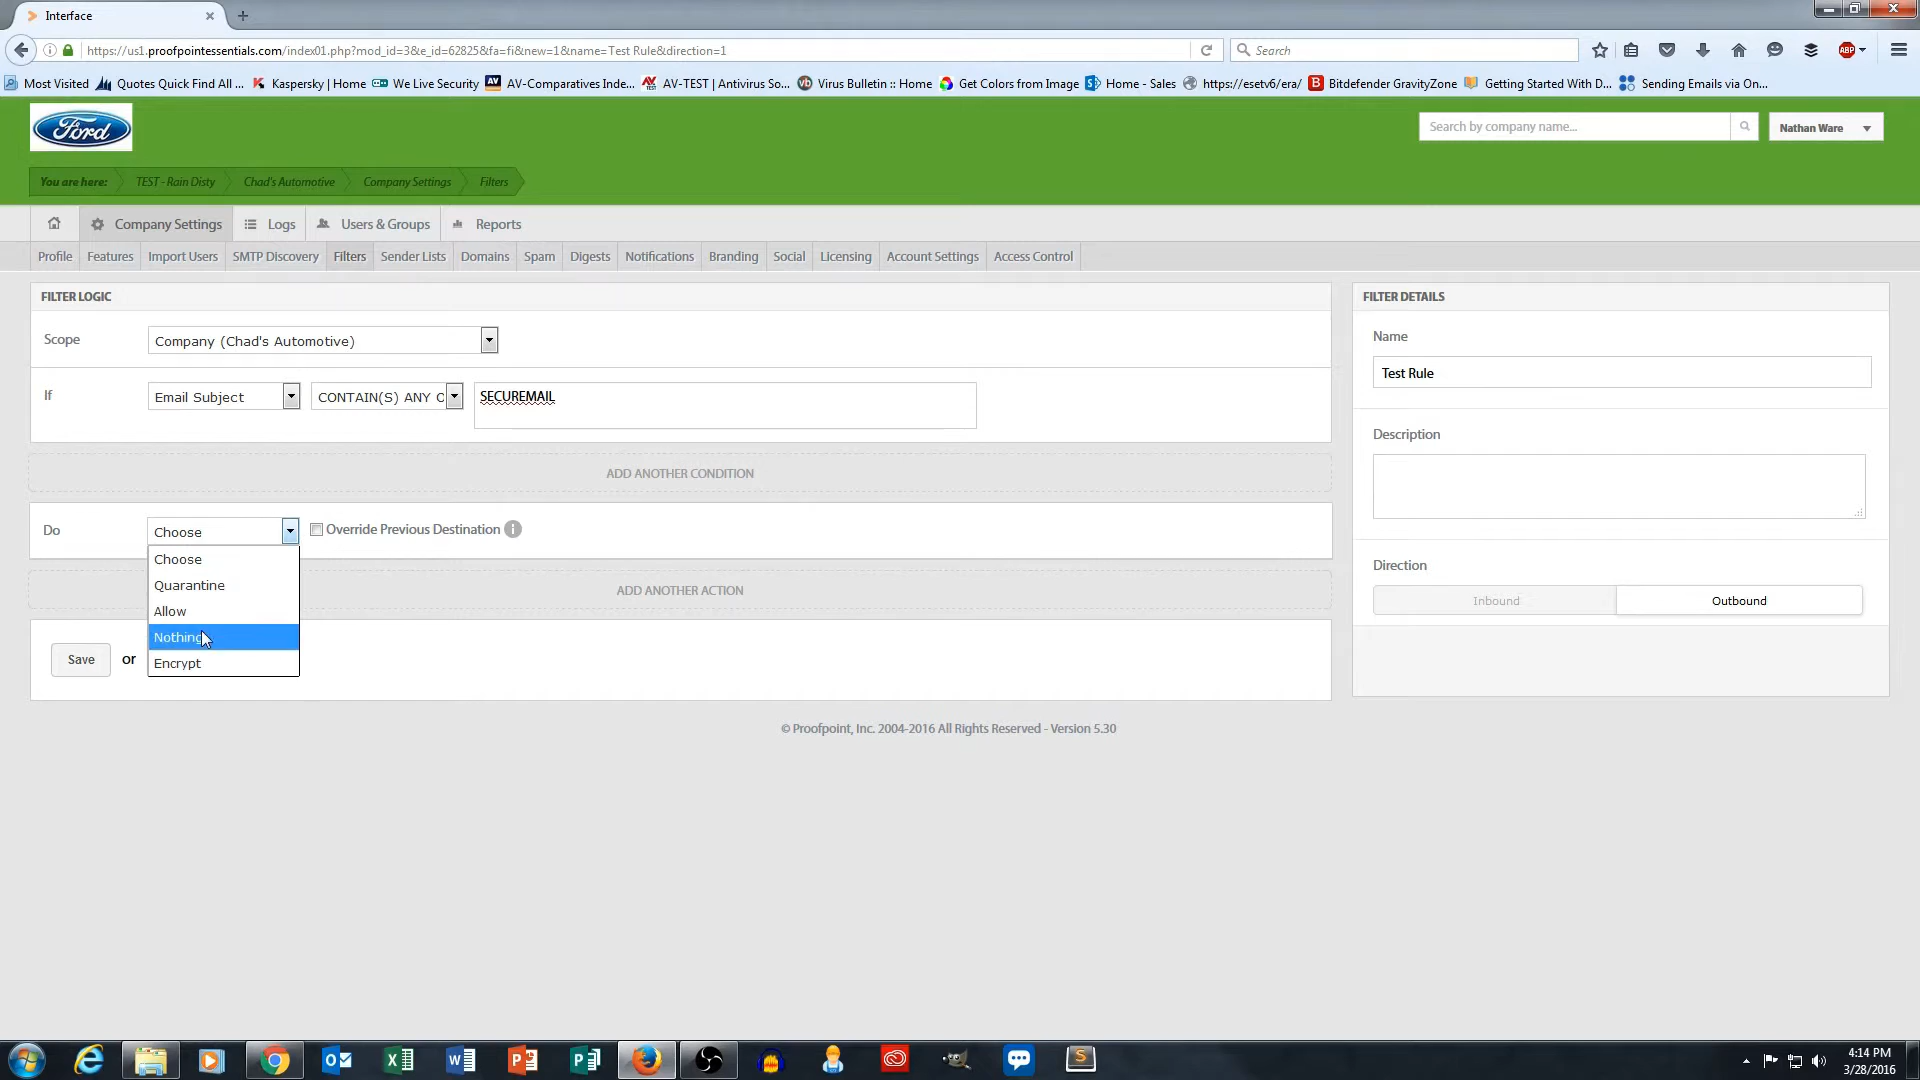 Interface
https://us1.proofpointessentials.com/index01.php?mod_id=3&e_id=62825&fa=fi&new=1&name=Test Rule&direction=1
Search
ABP
Most Visited
Quotes Quick Find All ...
Kaspersky | Home
We Live Security
AV-Comparatives Inde...
AV-TEST | Antivirus So...
Virus Bulletin :: Home
Get Colors from Image
Home - Sales
https://esetv6/era/
Bitdefender GravityZone
Getting Started With D...
Sending Emails via On...
Ford
Search by company name...
Nathan Ware
You are here:
TEST - Rain Disty
Chad's Automotive
Company Settings
Filters
Company Settings
Logs
Users & Groups
Reports
Profile
Features
Import Users
SMTP Discovery
Filters
Sender Lists
Domains
Spam
Digests
Notifications
Branding
Social
Licensing
Account Settings
Access Control
FILTER LOGIC
Scope
Company (Chad's Automotive)
If
Email Subject
CONTAIN(S) ANY O
SECUREMAIL
ADD ANOTHER CONDITION
Do
Choose
Override Previous Destination
Choose
Quarantine
Allow
Nothing
Encrypt
ADD ANOTHER ACTION
Save
or
FILTER DETAILS
Name
Test Rule
Description
Direction
Inbound
Outbound
© Proofpoint, Inc. 2004-2016 All Rights Reserved - Version 5.30
4:14 PM
3/28/2016